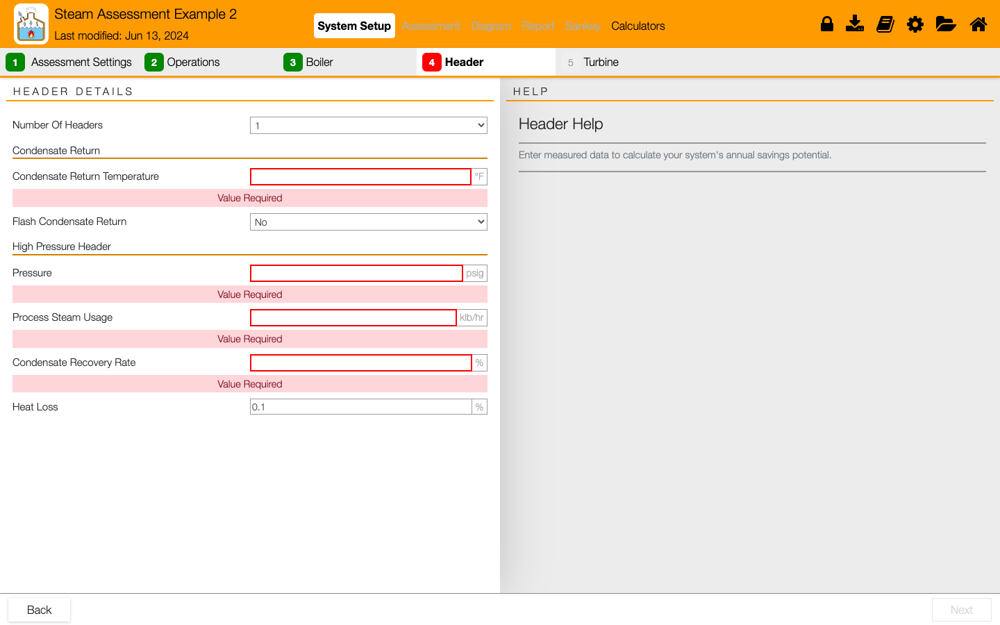 Steam Assessment Example 2
Last modified: Jun 13, 2024
System Setup Assessment Diagram Report Sankey Calculators
1 Assessment Settings 2 Operations 3 Boiler 4 Header 5 Turbine
HEADER DETAILS
Number Of Headers 1
Condensate Return
Condensate Return Temperature °F
Value Required
Flash Condensate Return No
High Pressure Header
Pressure psig
Value Required
Process Steam Usage klb/hr
Value Required
Condensate Recovery Rate %
Value Required
Heat Loss 0.1 %
HELP
Header Help
Enter measured data to calculate your system's annual savings potential.
Back Next